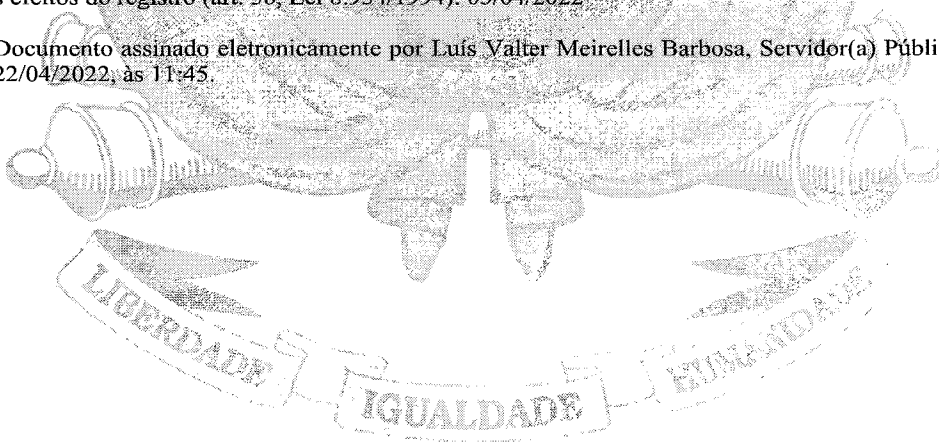 s efeitos do registro (art. 36, Lei 8.934/1994): 05/04/2022
Documento assinado eletronicamente por Luís Valter Meirelles Barbosa, Servidor(a) Públi
22/04/2022, às 11:45.
LIBERDADE
IGUALDADE
HUMANIDADE